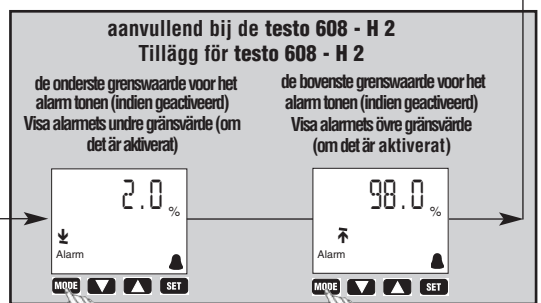 aanvullend bij de testo 608 - H 2
Tillägg för testo 608 - H 2
de onderste grenswaarde voor het
alarm tonen (indien geactiveerd)
Visa alarmets undre gränsvärde (om
det är aktiverat)
de bovenste grenswaarde voor het
alarm tonen (indien geactiveerd)
Visa alarmets övre gränsvärde
(om det är aktiverat)
2.0 %
Alarm
MODE SET
98.0 %
Alarm
MODE SET